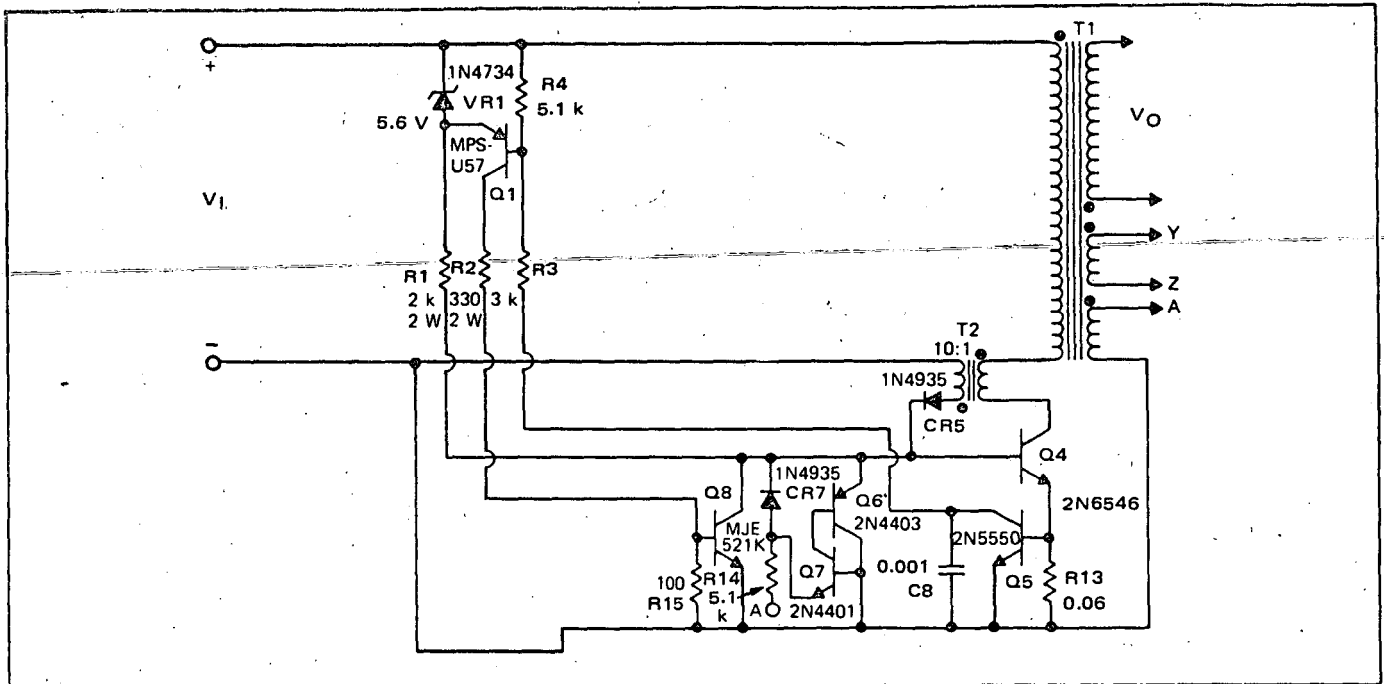 T1
+
1N4734
VR1
5.6 V
R4
5.1 k
MPS-
U57
Q1
VO
VI
Y
Z
A
R1
2 k
2 W
R2
330
2 W
R3
3 k
–
T2
10:1
1N4935
CR5
Q4
2N6546
Q8
MJE
521K
1N4935
CR7
Q6
2N4403
2N5550
Q5
0.001
C8
R13
0.06
Q7
2N4401
100
R15
R14
5.1
k
A